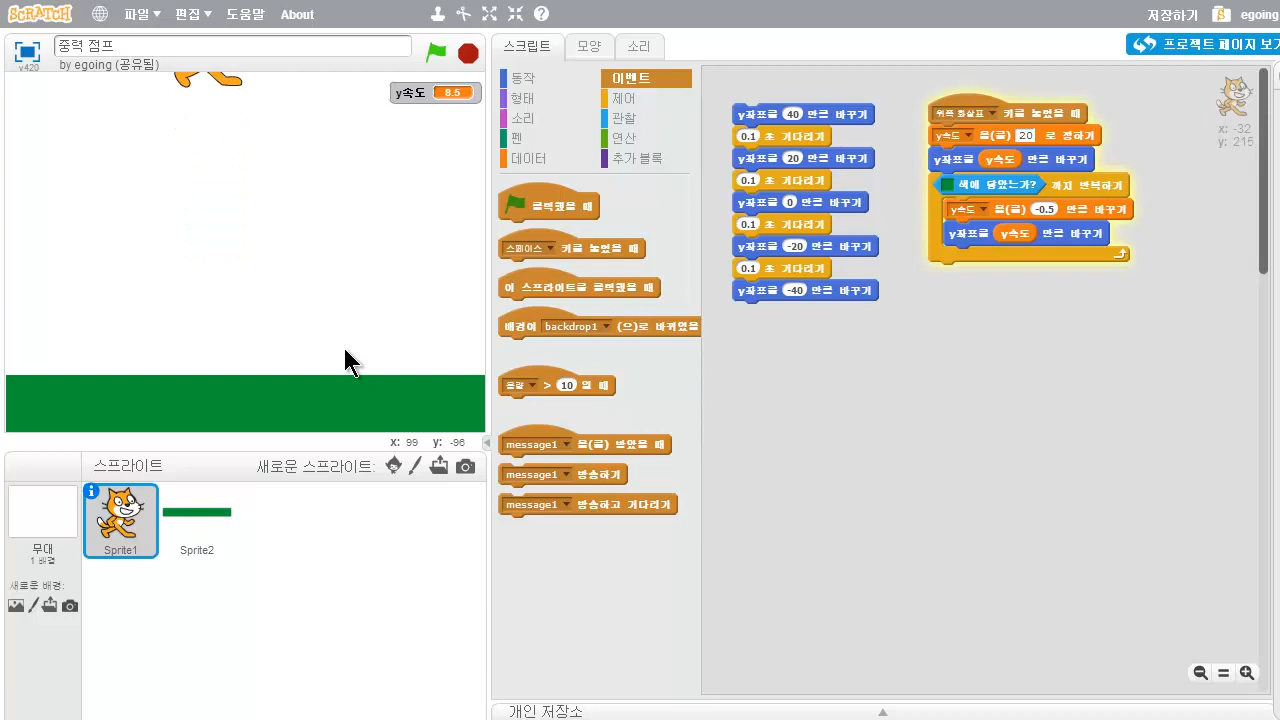 SCRATCH 파일▼ 편집▼ 도움말 About 저장하기 egoing
중력 점프
by egoing (공유됨)
v420
스크립트 모양 소리
프로젝트 페이지 보기
y속도 8.5
동작 이벤트
형태 제어
소리 관찰
펜 연산
데이터 추가 블록
클릭했을 때
스페이스▼ 키를 눌렀을 때
이 스프라이트를 클릭했을 때
배경이 backdrop1▼ (으)로 바뀌었을
음량▼ > 10 일 때
message1▼ 을(를) 받았을 때
message1▼ 방송하기
message1▼ 방송하고 기다리기
y좌표를 40 만큼 바꾸기
0.1 초 기다리기
y좌표를 20 만큼 바꾸기
0.1 초 기다리기
y좌표를 0 만큼 바꾸기
0.1 초 기다리기
y좌표를 -20 만큼 바꾸기
0.1 초 기다리기
y좌표를 -40 만큼 바꾸기
위쪽 화살표▼ 키를 눌렀을 때
y속도▼ 을(를) 20 로 정하기
y좌표를 y속도 만큼 바꾸기
색에 닿았는가? 까지 반복하기
y속도▼ 을(를) -0.5 만큼 바꾸기
y좌표를 y속도 만큼 바꾸기
x: -32
y: 215
x: 99 y: -96
스프라이트 새로운 스프라이트:
Sprite1 Sprite2
무대
1 배경
새로운 배경:
개인 저장소